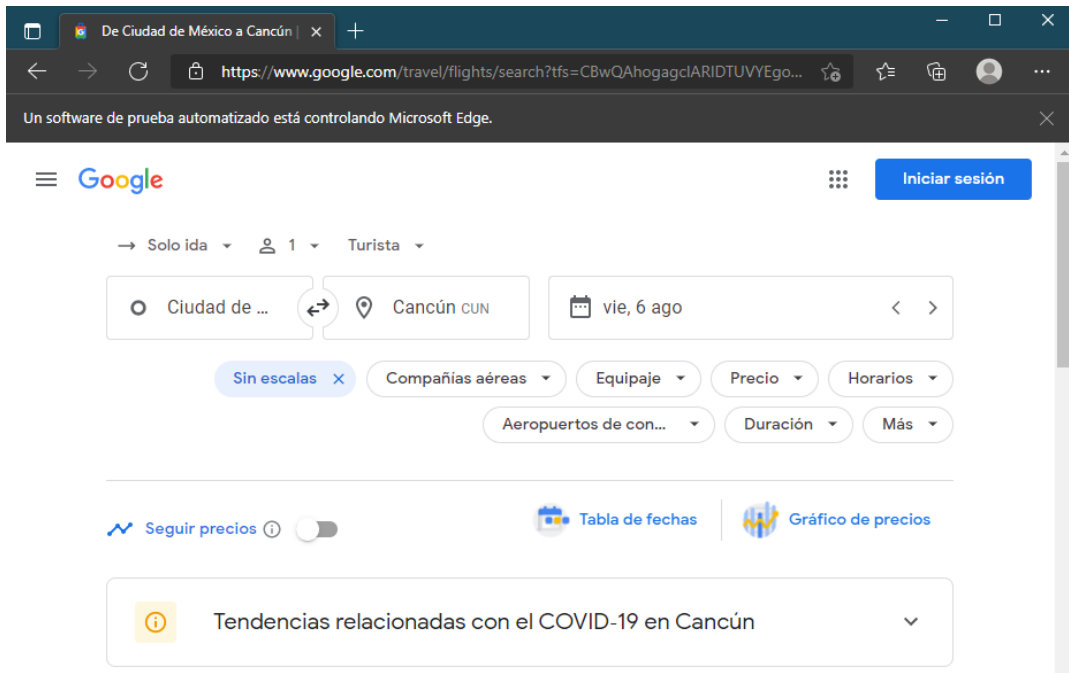 De Ciudad de México a Cancún |
https://www.google.com/travel/flights/search?tfs=CBwQAhogagcIARIDTUVYEgo...
Un software de prueba automatizado está controlando Microsoft Edge.
Google
Iniciar sesión
Solo ida 1 Turista
Ciudad de ... Cancún CUN vie, 6 ago
Sin escalas Compañías aéreas Equipaje Precio Horarios
Aeropuertos de con... Duración Más
Seguir precios Tabla de fechas Gráfico de precios
Tendencias relacionadas con el COVID-19 en Cancún